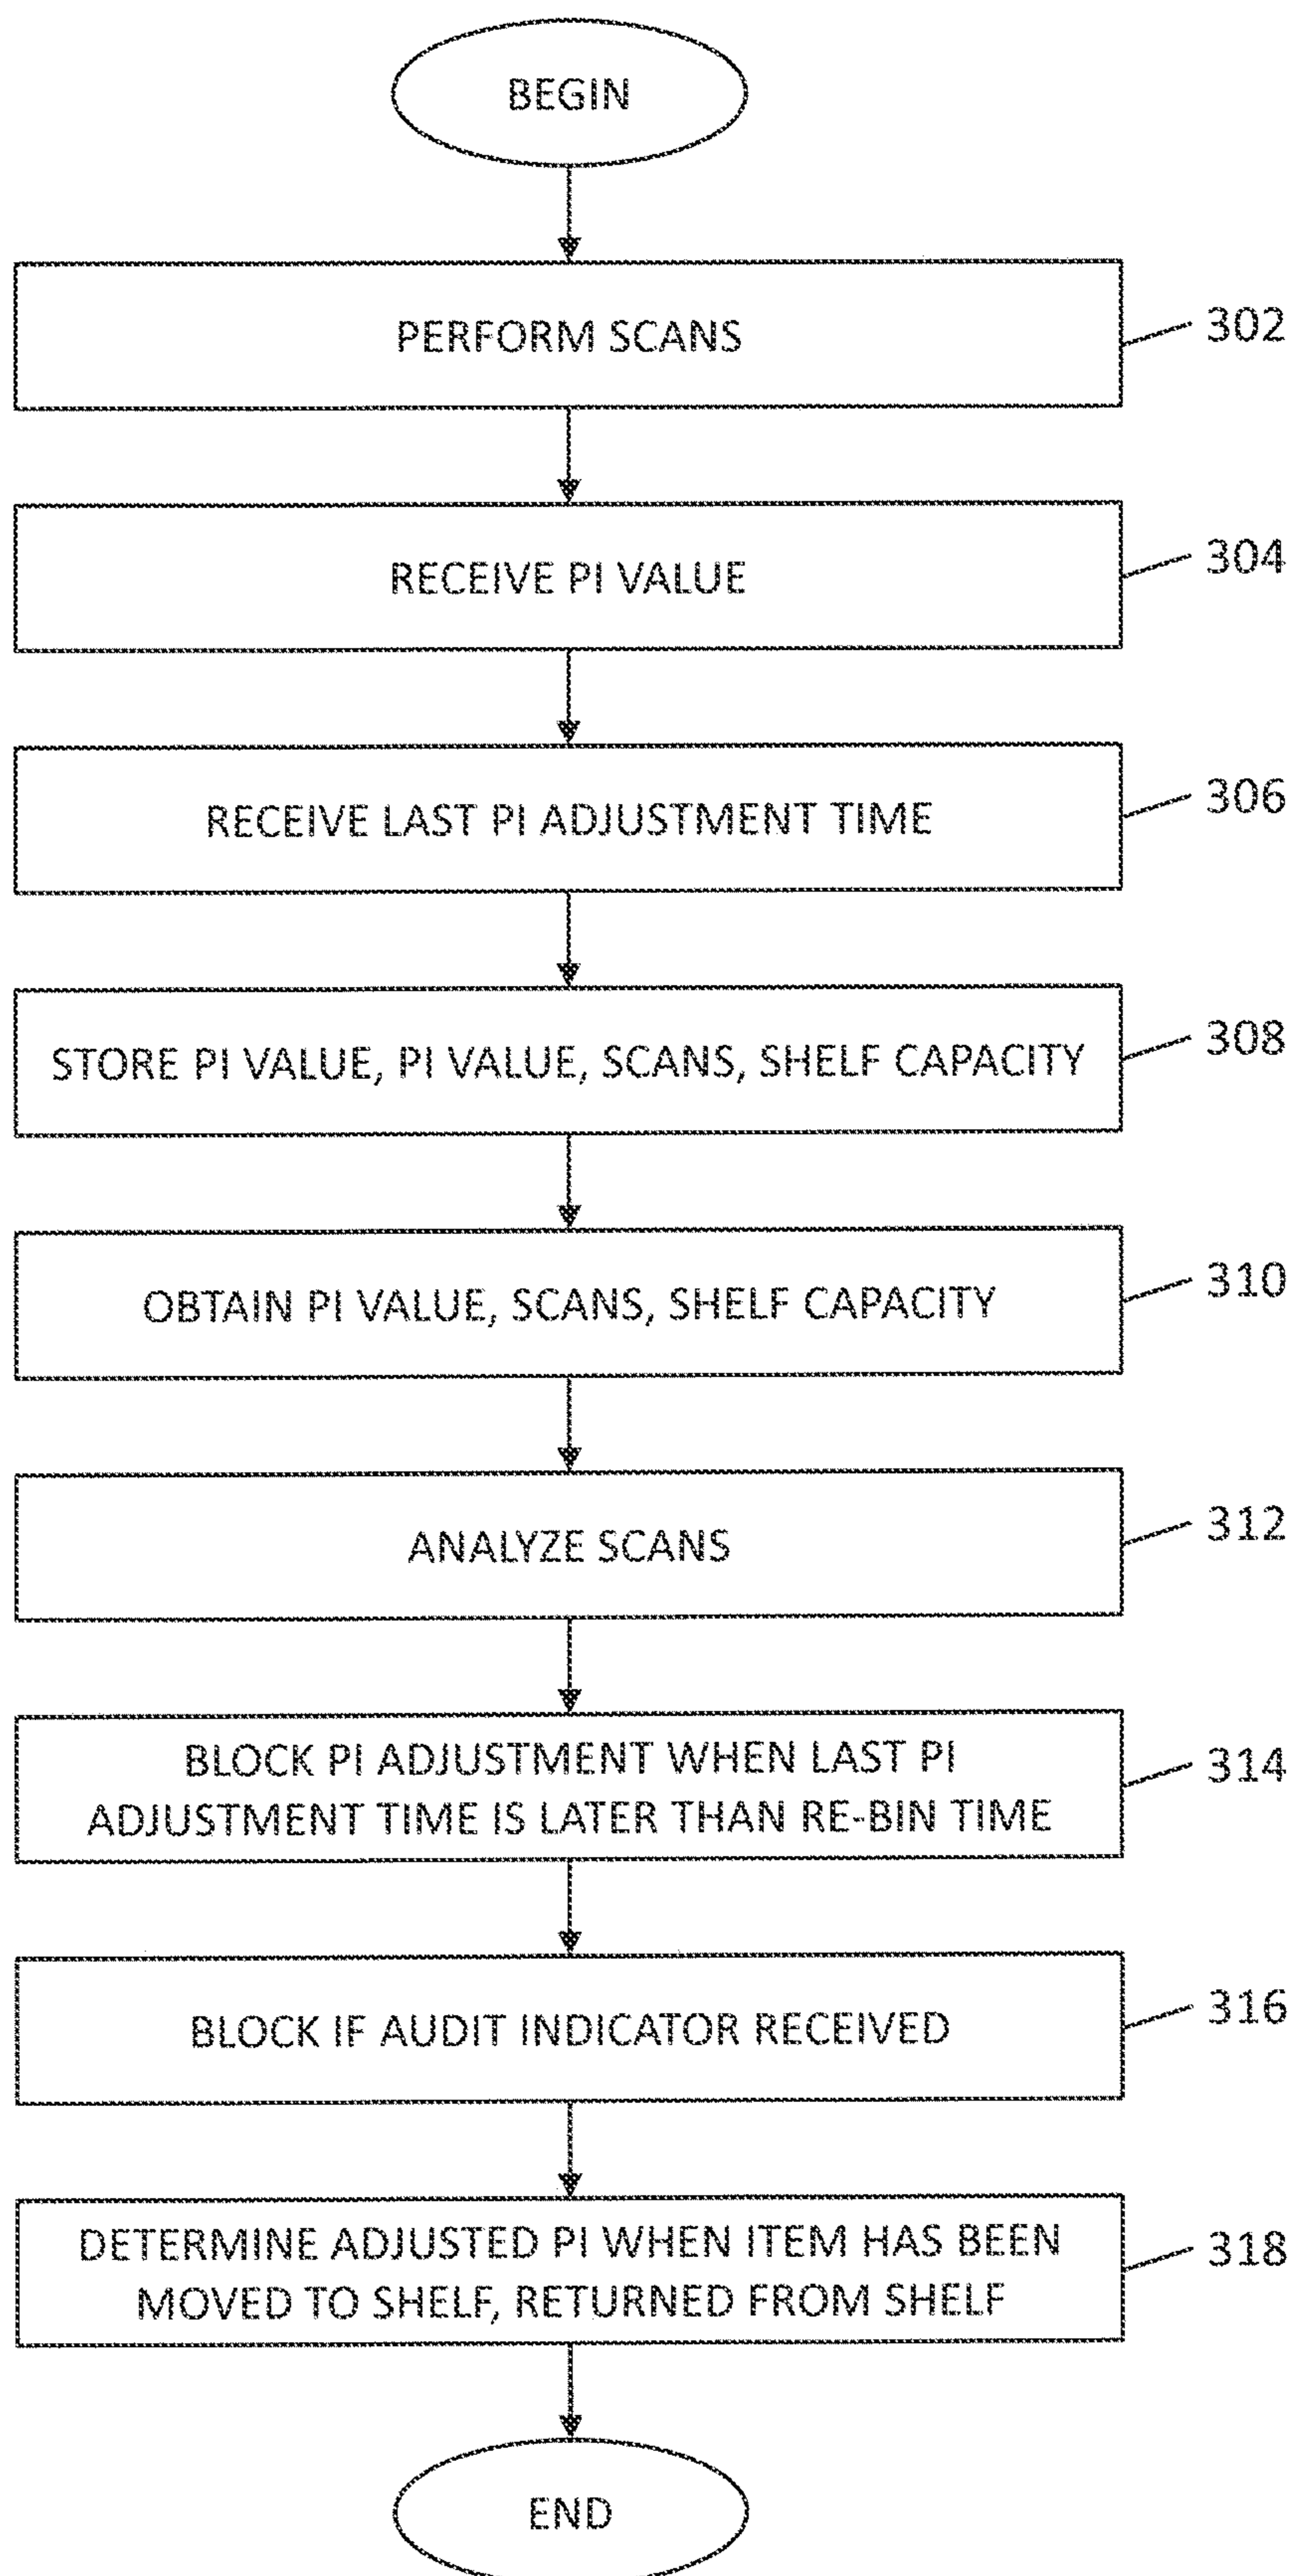 BEGIN
PERFORM SCANS
302
RECEIVE PI VALUE
304
RECEIVE LAST PI ADJUSTMENT TIME
306
STORE PI VALUE, PI VALUE, SCANS, SHELF CAPACITY
308
OBTAIN PI VALUE, SCANS, SHELF CAPACITY
310
ANALYZE SCANS
312
BLOCK PI ADJUSTMENT WHEN LAST PI
ADJUSTMENT TIME IS LATER THAN RE-BIN TIME
314
BLOCK IF AUDIT INDICATOR RECEIVED
316
DETERMINE ADJUSTED PI WHEN ITEM HAS BEEN
MOVED TO SHELF, RETURNED FROM SHELF
318
END